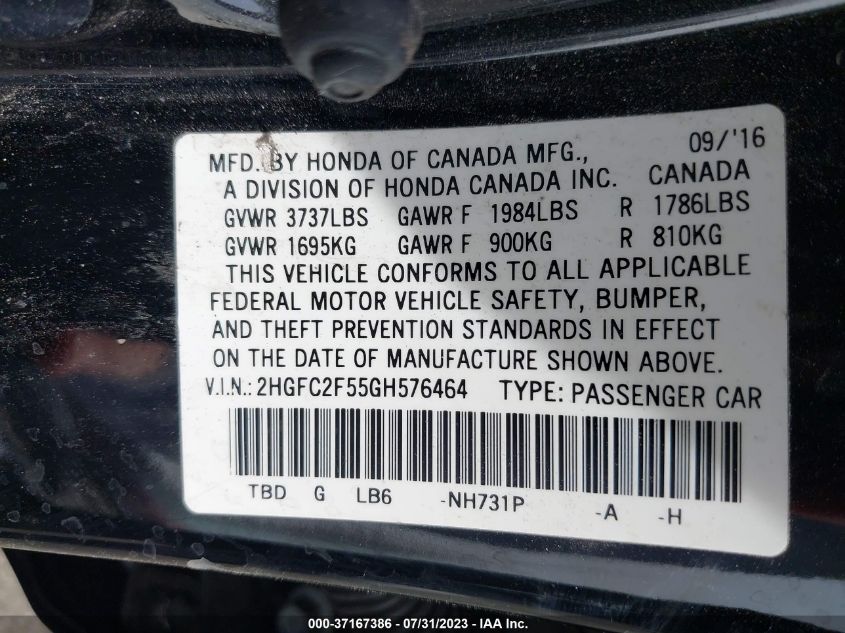 09/'16
MFD. BY HONDA OF CANADA MFG.,
A DIVISION OF HONDA CANADA INC. CANADA
GVWR 3737LBS GAWR F 1984LBS R 1786LBS
GVWR 1695KG GAWR F 900KG R 810KG
THIS VEHICLE CONFORMS TO ALL APPLICABLE
FEDERAL MOTOR VEHICLE SAFETY, BUMPER,
AND THEFT PREVENTION STANDARDS IN EFFECT
ON THE DATE OF MANUFACTURE SHOWN ABOVE.
V.I.N.: 2HGFC2F55GH576464 TYPE: PASSENGER CAR
TBD G LB6 -NH731P -A -H
000-37167386 - 07/31/2023 - IAA Inc.